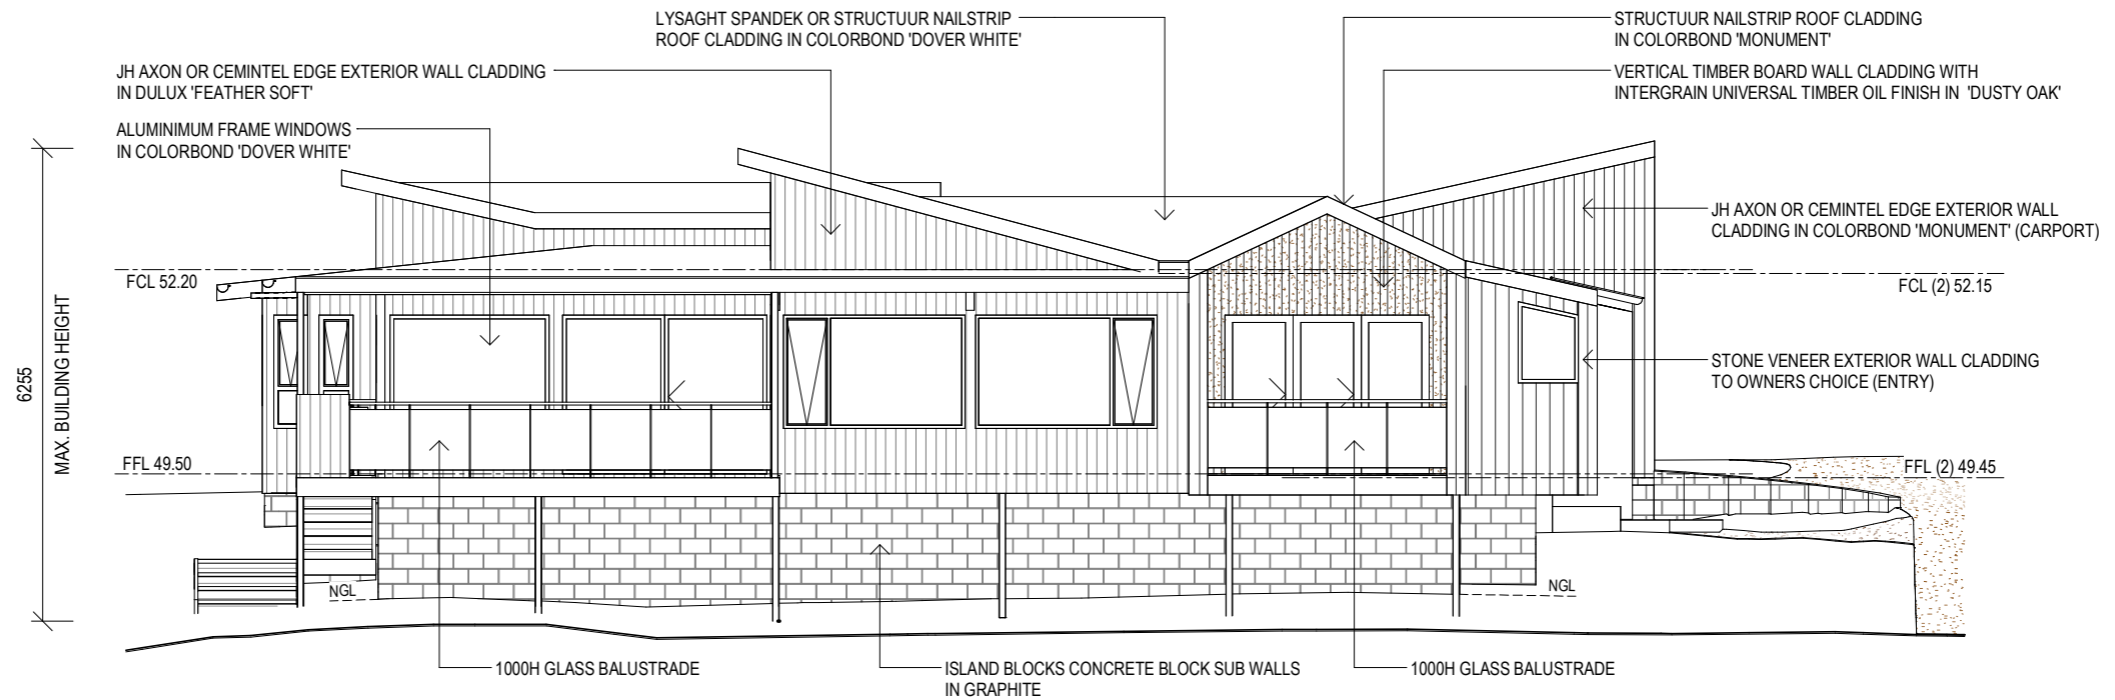 LYSAGHT SPANDEK OR STRUCTUUR NAILSTRIP
ROOF CLADDING IN COLORBOND 'DOVER WHITE'
STRUCTUUR NAILSTRIP ROOF CLADDING
IN COLORBOND 'MONUMENT'
JH AXON OR CEMINTEL EDGE EXTERIOR WALL CLADDING
IN DULUX 'FEATHER SOFT'
VERTICAL TIMBER BOARD WALL CLADDING WITH
INTERGRAIN UNIVERSAL TIMBER OIL FINISH IN 'DUSTY OAK'
ALUMINIMUM FRAME WINDOWS
IN COLORBOND 'DOVER WHITE'
JH AXON OR CEMINTEL EDGE EXTERIOR WALL
CLADDING IN COLORBOND 'MONUMENT' (CARPORT)
FCL 52.20
FCL (2) 52.15
6255
MAX. BUILDING HEIGHT
STONE VENEER EXTERIOR WALL CLADDING
TO OWNERS CHOICE (ENTRY)
FFL 49.50
FFL (2) 49.45
NGL
NGL
1000H GLASS BALUSTRADE
ISLAND BLOCKS CONCRETE BLOCK SUB WALLS
IN GRAPHITE
1000H GLASS BALUSTRADE